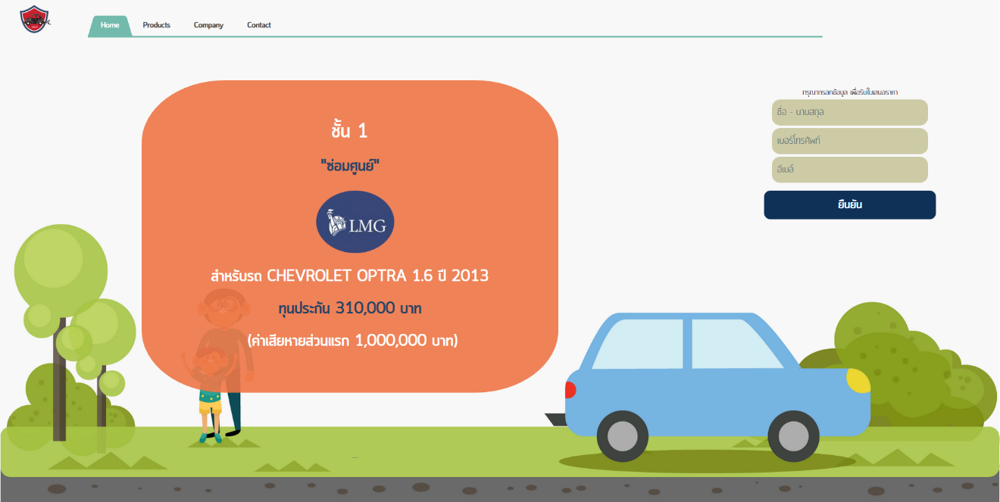 Home Products Company Contact
ชั้น 1
"ซ่อมศูนย์"
LMG
สำหรับรถ CHEVROLET OPTRA 1.6 ปี 2013
ทุนประกัน 310,000 บาท
(ค่าเสียหายส่วนแรก 1,000,000 บาท)
กรุณากรอกข้อมูล เพื่อรับใบเสนอราคา
ชื่อ - นามสกุล
เบอร์โทรศัพท์
อีเมล์
ยืนยัน